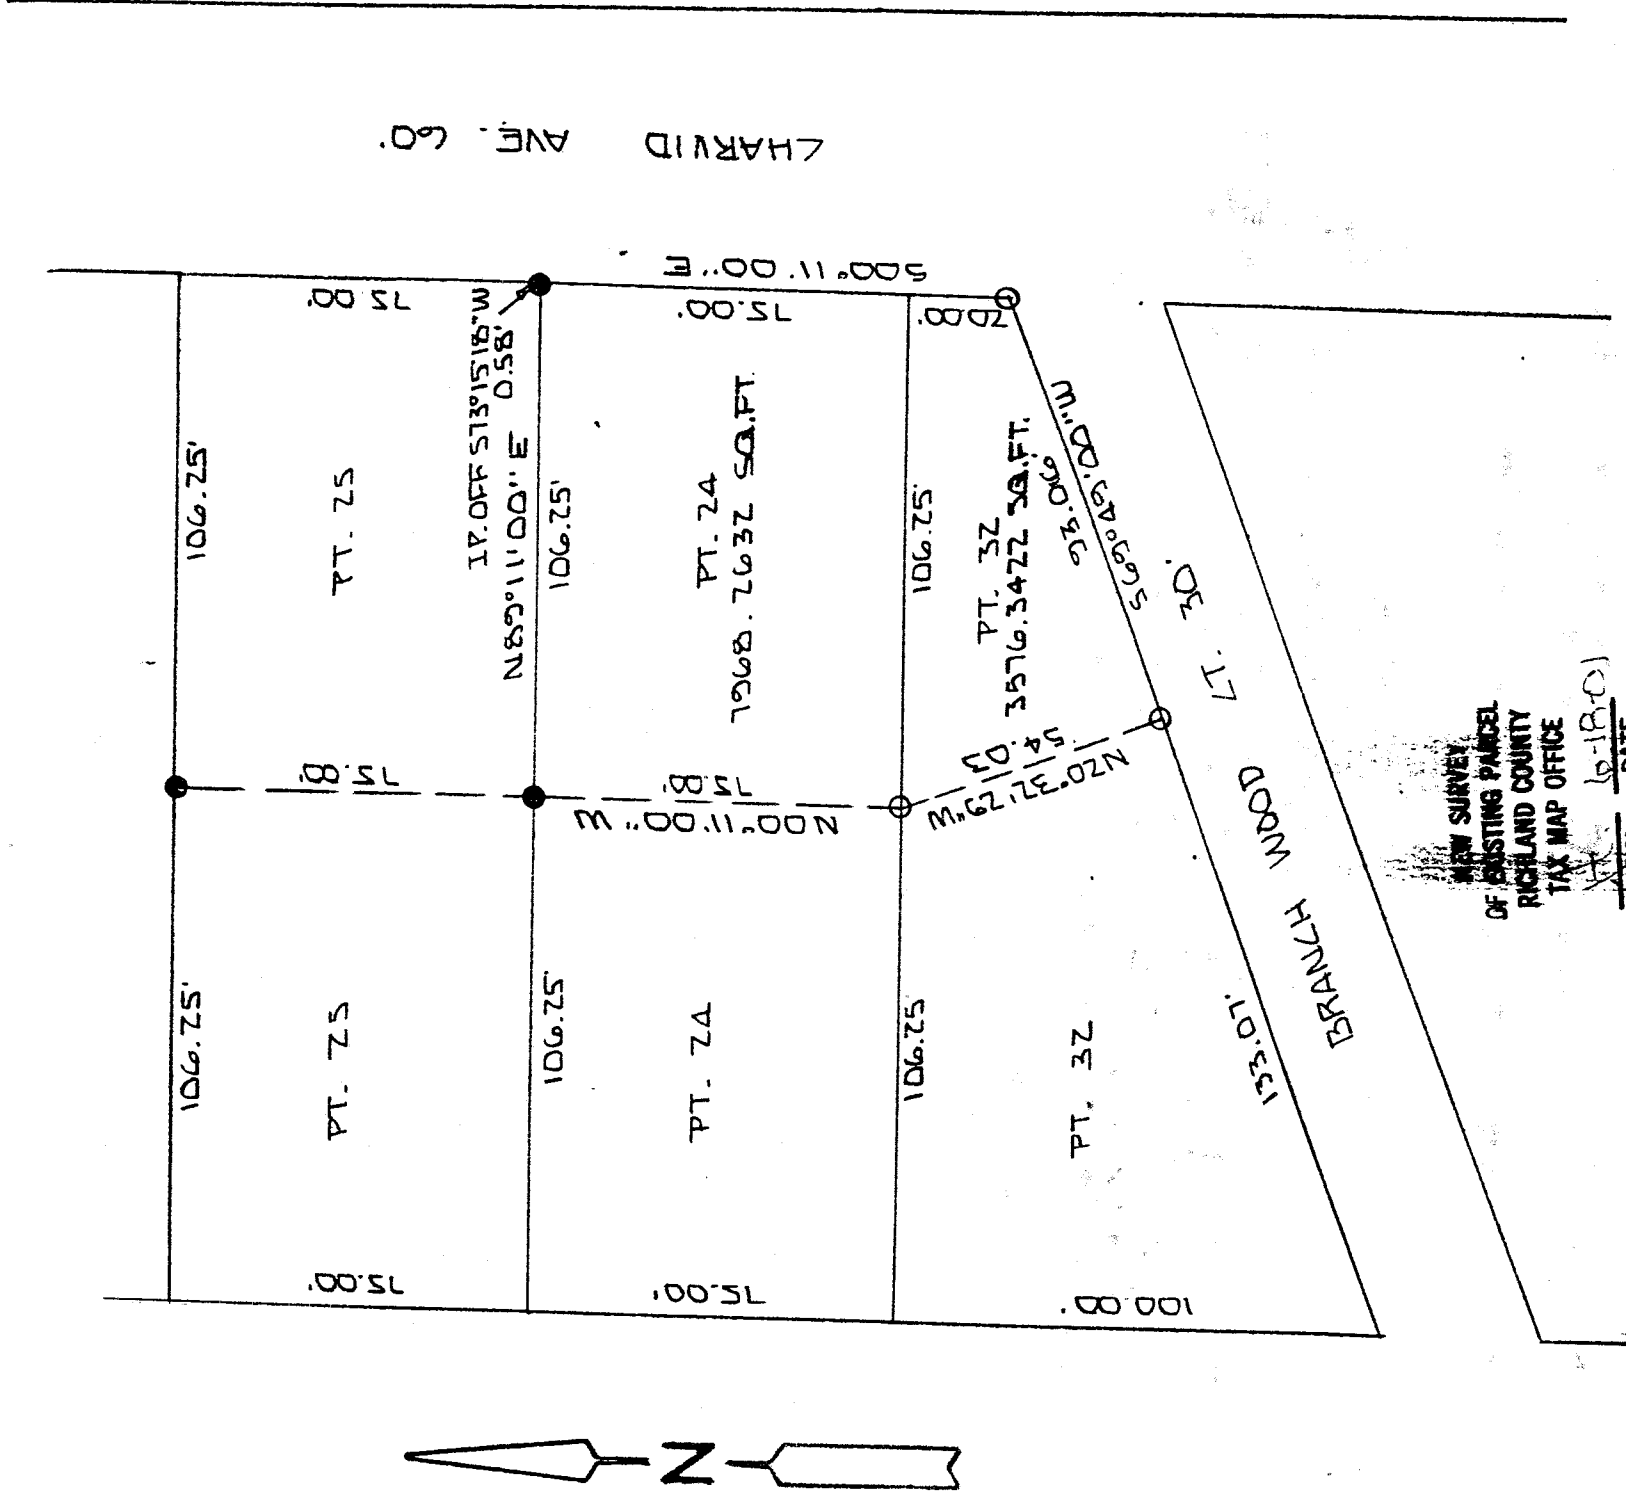 CHARVID AVE. 60'
S00°11'00"E
75.00'
75.00'
20.00'
I.P. OFF S73°15'18"W
0.58'
N89°11'00"E
106.25'
106.25'
106.25'
PT. 25
PT. 24
7968.2632 SQ.FT.
PT. 32
3576.3422 SQ.FT.
93.06'
S69°49'00"W
75.00'
75.00'
N00°11'00"W
54.03'
N20°32'29"W
BRANCH WOOD CT. 30'
106.25'
106.25'
106.25'
PT. 25
PT. 24
PT. 32
133.07'
75.00'
75.00'
100.00'
N
NEW SURVEY
OF EXISTING PARCEL
RICHLAND COUNTY
TAX MAP OFFICE
DATE